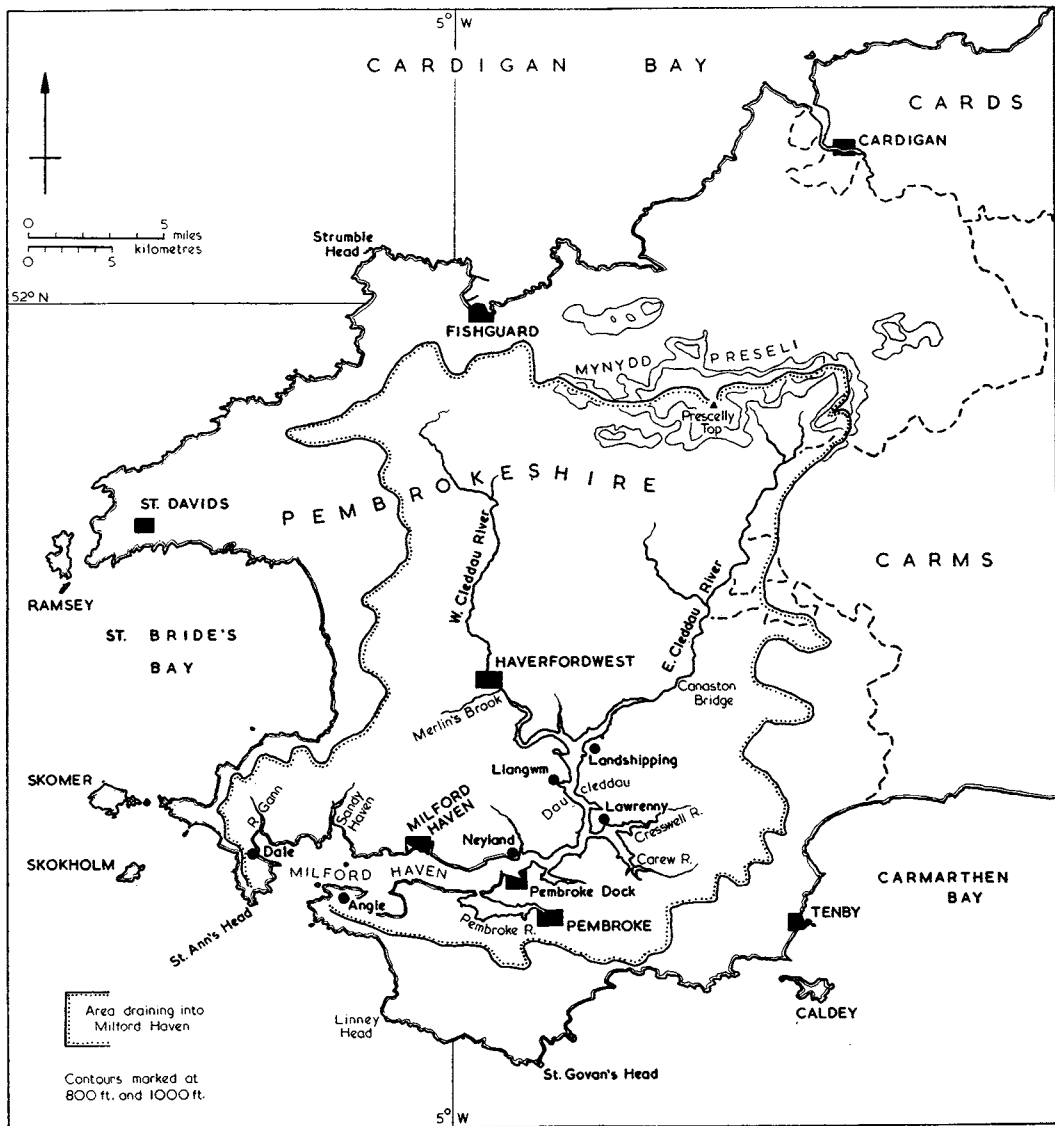 5° W
CARDIGAN BAY
CARDS
CARDIGAN
0 5 miles
kilometres
0 5
Strumble
Head
52° N
FISHGUARD
MYNYDD PRESELI
Prescelly
Top
PEMBROKESHIRE
ST. DAVIDS
W. Cleddau River
E. Cleddau River
CARMS
RAMSEY
ST. BRIDE'S
BAY
HAVERFORDWEST
Merlin's Brook
Canaston
Bridge
Landshipping
Llangwm
Dau cleddau
SKOMER
R. Gann
Sandy
Haven
MILFORD
HAVEN
Neyland
Lawrenny
Cresswell R.
Carew R.
Dale
SKOKHOLM
MILFORD HAVEN
Pembroke Dock
CARMARTHEN
BAY
Angle
Pembroke R.
PEMBROKE
TENBY
St. Ann's Head
Area draining into
Milford Haven
Linney
Head
CALDEY
St. Govan's Head
Contours marked at
800 ft. and 1000 ft.
5° W